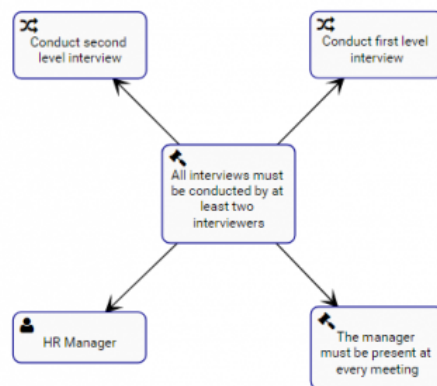 Conduct second
level interview
Conduct first level
interview
All interviews must
be conducted by at
least two
interviewers
HR Manager
The manager
must be present at
every meeting